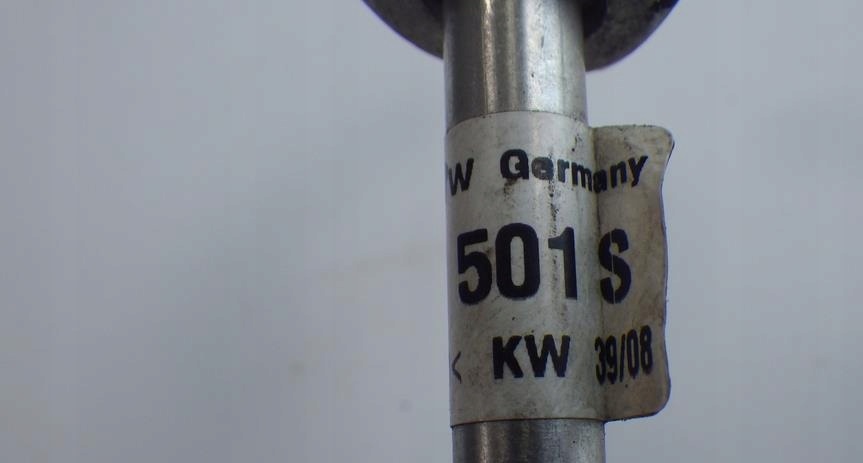 W Germany
501 S
< KW 39/08